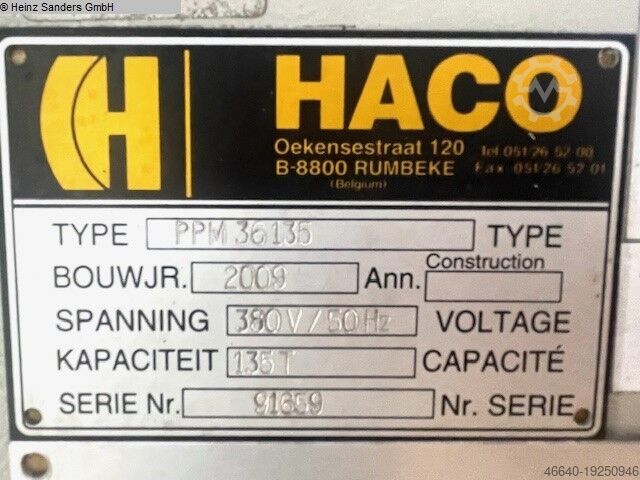 © Heinz Sanders GmbH
HACO
Oekensestraat 120 Tel.051/26 52 00
B-8800 RUMBEKE Fax 051/26 52 01
(Belgium)
TYPE PPM 36135 TYPE
BOUWJR. 2009 Ann. Construction
SPANNING 380V/50Hz VOLTAGE
KAPACITEIT 135T CAPACITÉ
SERIE Nr. 91659 Nr. SERIE
46640-19250946